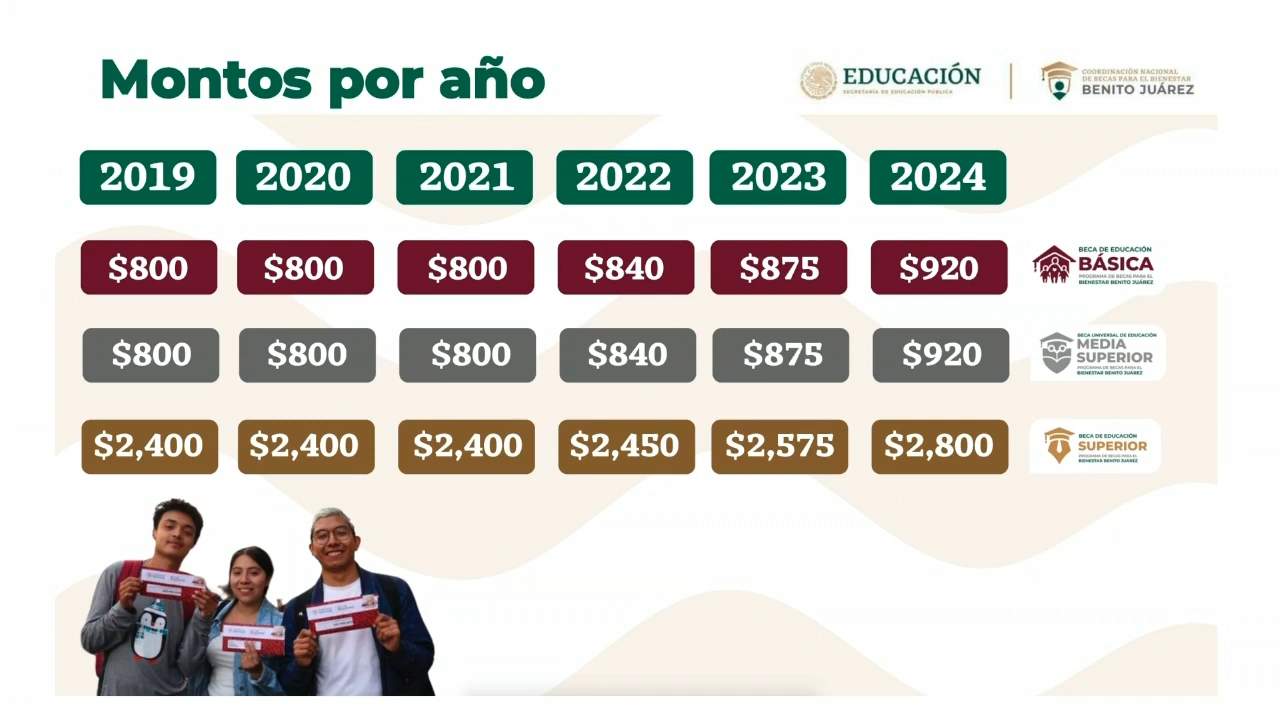 Montos por año
EDUCACIÓN
SECRETARÍA DE EDUCACIÓN PÚBLICA
COORDINACIÓN NACIONAL
DE BECAS PARA EL BIENESTAR
BENITO JUÁREZ
2019 2020 2021 2022 2023 2024
$800 $800 $800 $840 $875 $920
BECA DE EDUCACIÓN
BÁSICA
PROGRAMA DE BECAS PARA EL
BIENESTAR BENITO JUÁREZ
$800 $800 $800 $840 $875 $920
BECA UNIVERSAL DE EDUCACIÓN
MEDIA
SUPERIOR
PROGRAMA DE BECAS PARA EL
BIENESTAR BENITO JUÁREZ
$2,400 $2,400 $2,400 $2,450 $2,575 $2,800
BECA DE EDUCACIÓN
SUPERIOR
PROGRAMA DE BECAS PARA EL
BIENESTAR BENITO JUÁREZ